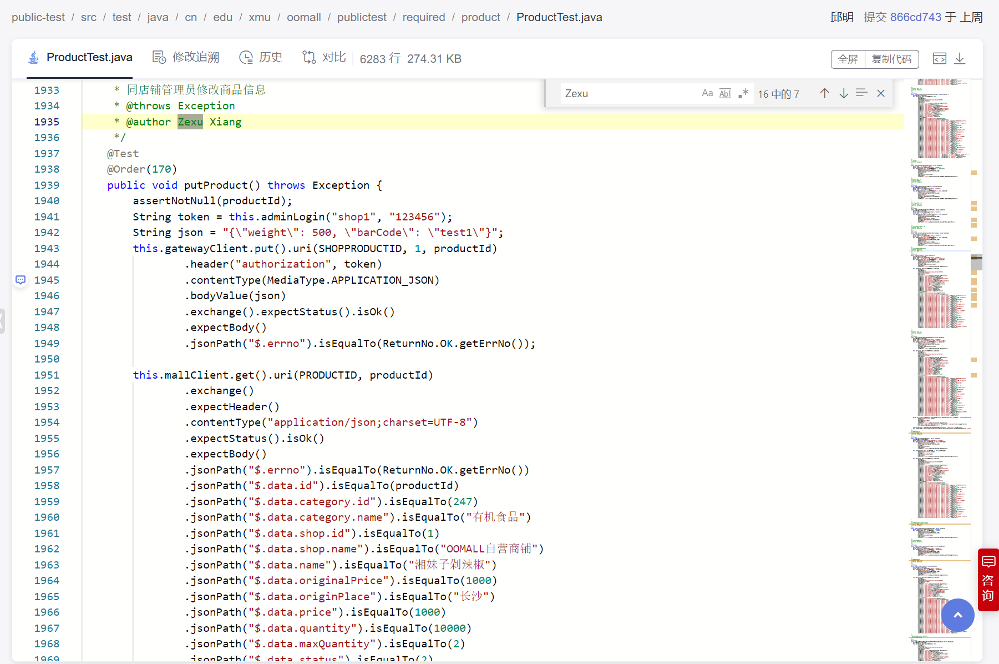 public-test / src / test / java / cn / edu / xmu / oomall / publictest / required / product / ProductTest.java
邱明 提交 866cd743 于 上周
ProductTest.java 修改追溯 历史 对比 6283 行 274.31 KB
全屏 复制代码
Zexu Aa Abl .* 16 中的 7
1933 * 同店铺管理员修改商品信息
1934 * @throws Exception
1935 * @author Zexu Xiang
1936 */
1937 @Test
1938 @Order(170)
1939 public void putProduct() throws Exception {
1940 assertNotNull(productId);
1941 String token = this.adminLogin("shop1", "123456");
1942 String json = "{\"weight\": 500, \"barCode\": \"test1\"}";
1943 this.gatewayClient.put().uri(SHOPPRODUCTID, 1, productId)
1944 .header("authorization", token)
1945 .contentType(MediaType.APPLICATION_JSON)
1946 .bodyValue(json)
1947 .exchange().expectStatus().isOk()
1948 .expectBody()
1949 .jsonPath("$.errno").isEqualTo(ReturnNo.OK.getErrNo());
1950
1951 this.mallClient.get().uri(PRODUCTID, productId)
1952 .exchange()
1953 .expectHeader()
1954 .contentType("application/json;charset=UTF-8")
1955 .expectStatus().isOk()
1956 .expectBody()
1957 .jsonPath("$.errno").isEqualTo(ReturnNo.OK.getErrNo())
1958 .jsonPath("$.data.id").isEqualTo(productId)
1959 .jsonPath("$.data.category.id").isEqualTo(247)
1960 .jsonPath("$.data.category.name").isEqualTo("有机食品")
1961 .jsonPath("$.data.shop.id").isEqualTo(1)
1962 .jsonPath("$.data.shop.name").isEqualTo("OOMALL自营商铺")
1963 .jsonPath("$.data.name").isEqualTo("湘妹子剁辣椒")
1964 .jsonPath("$.data.originalPrice").isEqualTo(1000)
1965 .jsonPath("$.data.originPlace").isEqualTo("长沙")
1966 .jsonPath("$.data.price").isEqualTo(1000)
1967 .jsonPath("$.data.quantity").isEqualTo(10000)
1968 .jsonPath("$.data.maxQuantity").isEqualTo(2)
1969 .jsonPath("$.data.status").isEqualTo(2)
咨询